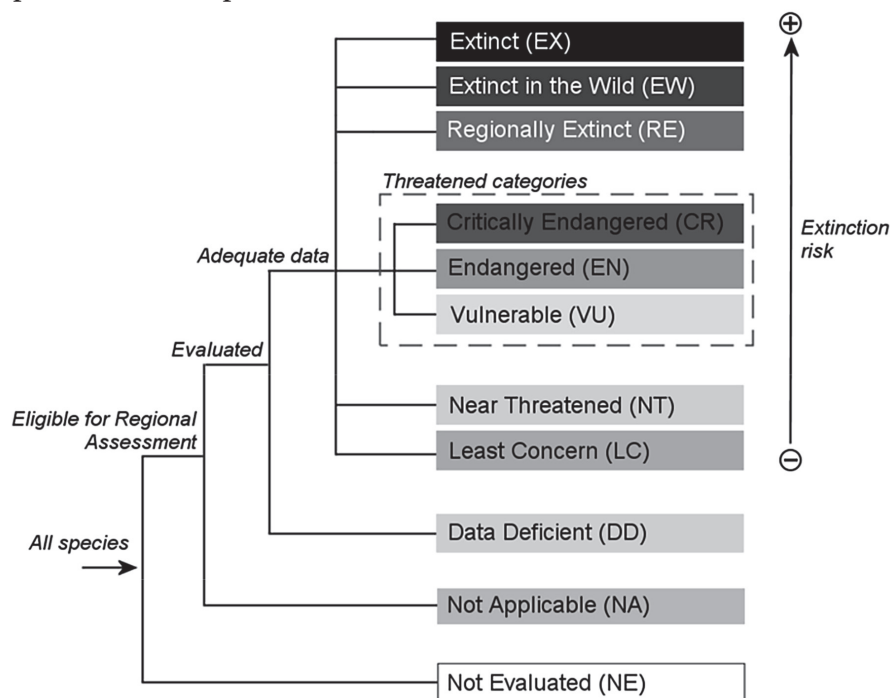 Extinct (EX)
Extinct in the Wild (EW)
Regionally Extinct (RE)
Threatened categories
Critically Endangered (CR)
Endangered (EN)
Vulnerable (VU)
Extinction
risk
Adequate data
Evaluated
Near Threatened (NT)
Eligible for Regional
Assessment
Least Concern (LC)
Data Deficient (DD)
All species
Not Applicable (NA)
Not Evaluated (NE)